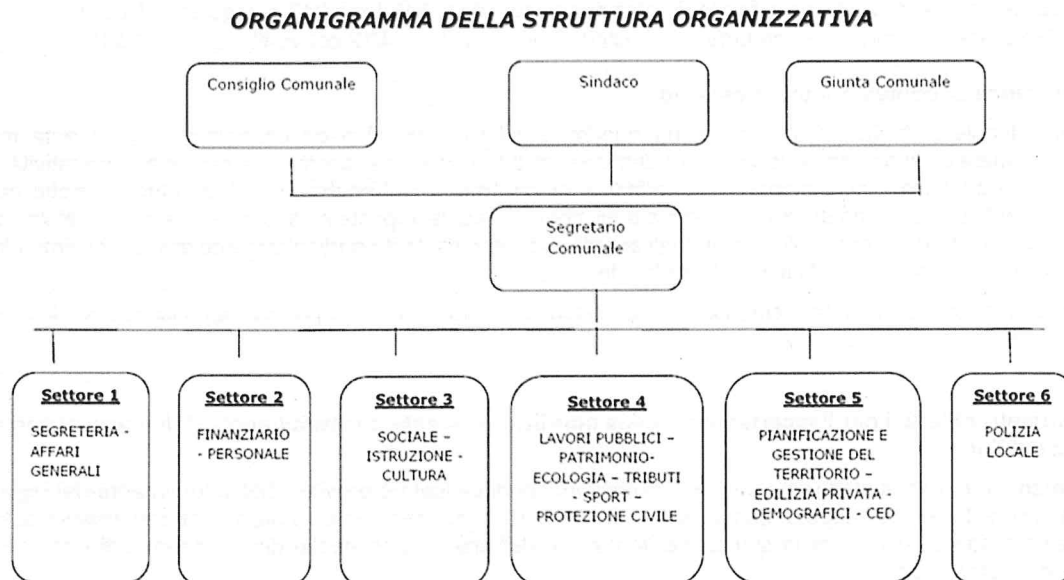 ORGANIGRAMMA DELLA STRUTTURA ORGANIZZATIVA
Consiglio Comunale
Sindaco
Giunta Comunale
Segretario
Comunale
Settore 1
SEGRETERIA -
AFFARI
GENERALI
Settore 2
FINANZIARIO
- PERSONALE
Settore 3
SOCIALE –
ISTRUZIONE -
CULTURA
Settore 4
LAVORI PUBBLICI –
PATRIMONIO-
ECOLOGIA – TRIBUTI
- SPORT –
PROTEZIONE CIVILE
Settore 5
PIANIFICAZIONE E
GESTIONE DEL
TERRITORIO –
EDILIZIA PRIVATA -
DEMOGRAFICI - CED
Settore 6
POLIZIA
LOCALE